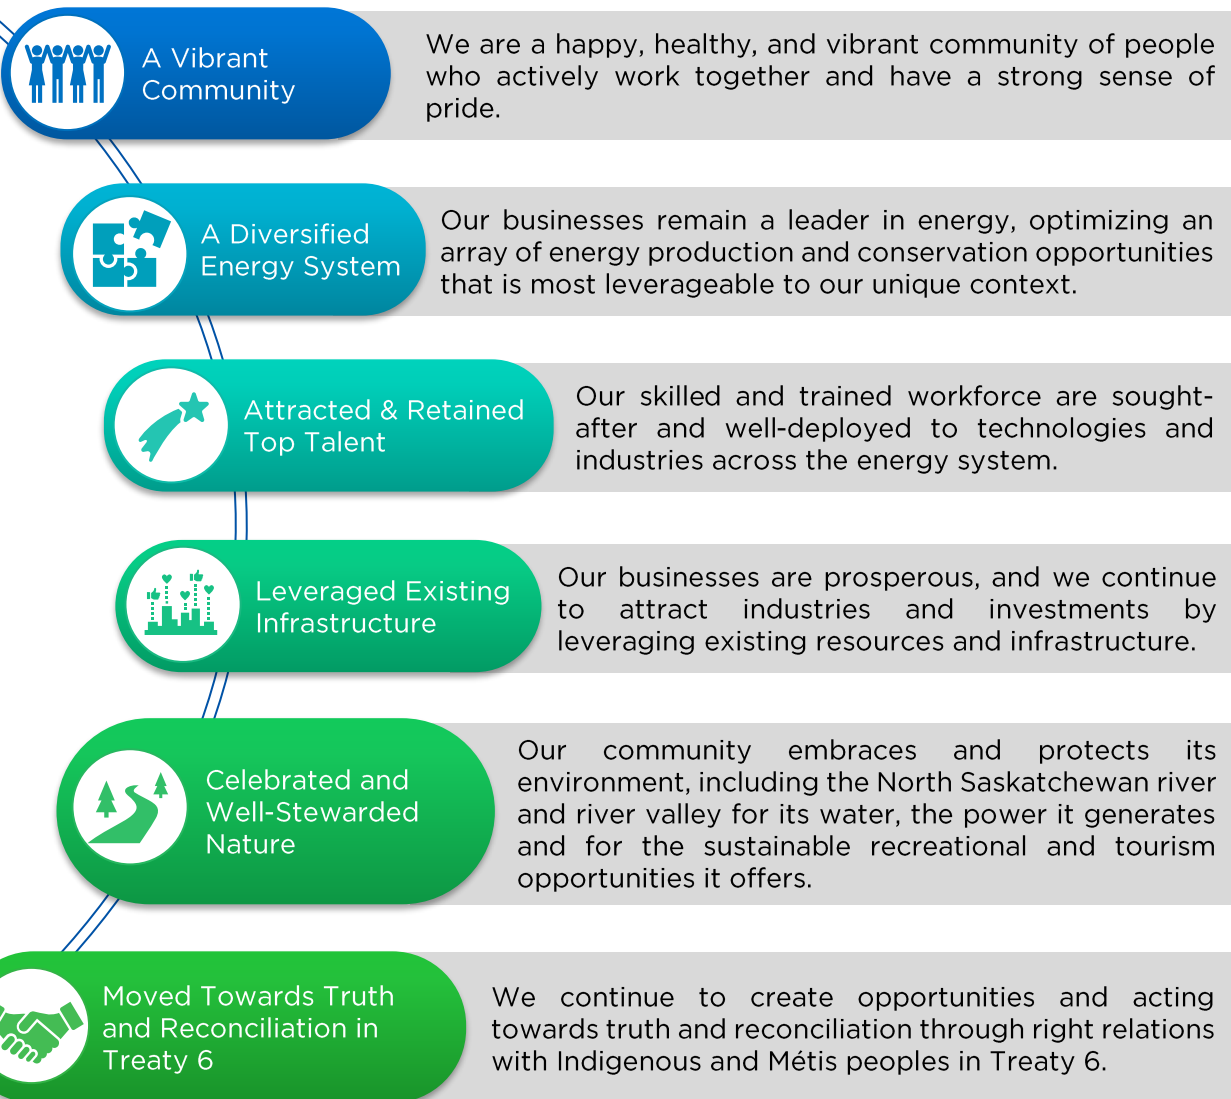 A Vibrant
Community
We are a happy, healthy, and vibrant community of people
who actively work together and have a strong sense of
pride.
A Diversified
Energy System
Our businesses remain a leader in energy, optimizing an
array of energy production and conservation opportunities
that is most leverageable to our unique context.
Attracted & Retained
Top Talent
Our skilled and trained workforce are sought-
after and well-deployed to technologies and
industries across the energy system.
Leveraged Existing
Infrastructure
Our businesses are prosperous, and we continue
to attract industries and investments by
leveraging existing resources and infrastructure.
Celebrated and
Well-Stewarded
Nature
Our community embraces and protects its
environment, including the North Saskatchewan river
and river valley for its water, the power it generates
and for the sustainable recreational and tourism
opportunities it offers.
Moved Towards Truth
and Reconciliation in
Treaty 6
We continue to create opportunities and acting
towards truth and reconciliation through right relations
with Indigenous and Métis peoples in Treaty 6.